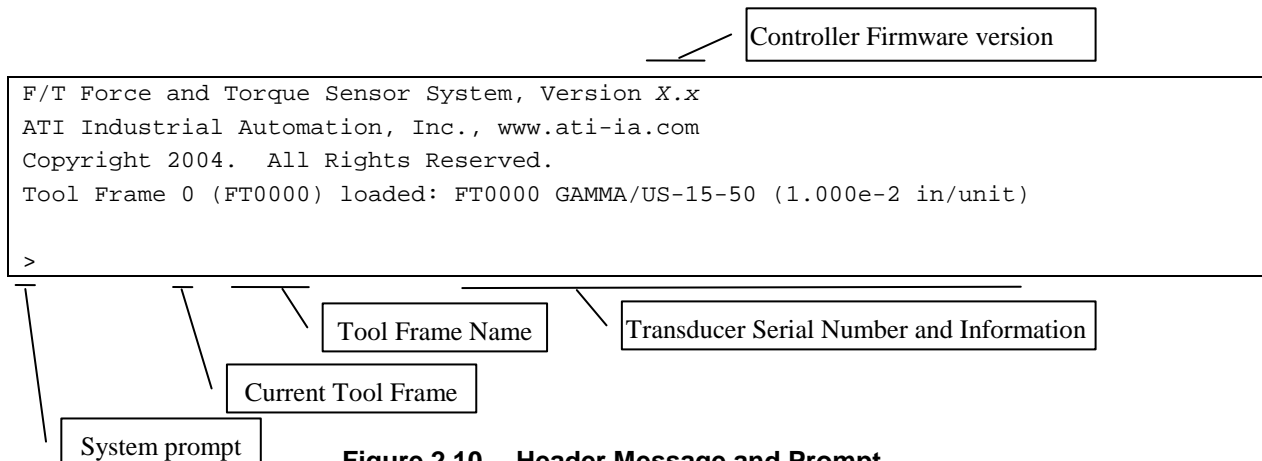 Controller Firmware version
F/T Force and Torque Sensor System, Version X.x
ATI Industrial Automation, Inc., www.ati-ia.com
Copyright 2004.  All Rights Reserved.
Tool Frame 0 (FT0000) loaded: FT0000 GAMMA/US-15-50 (1.000e-2 in/unit)
>
Tool Frame Name
Transducer Serial Number and Information
Current Tool Frame
System prompt
Figure 2.10 Header Message and Prompt